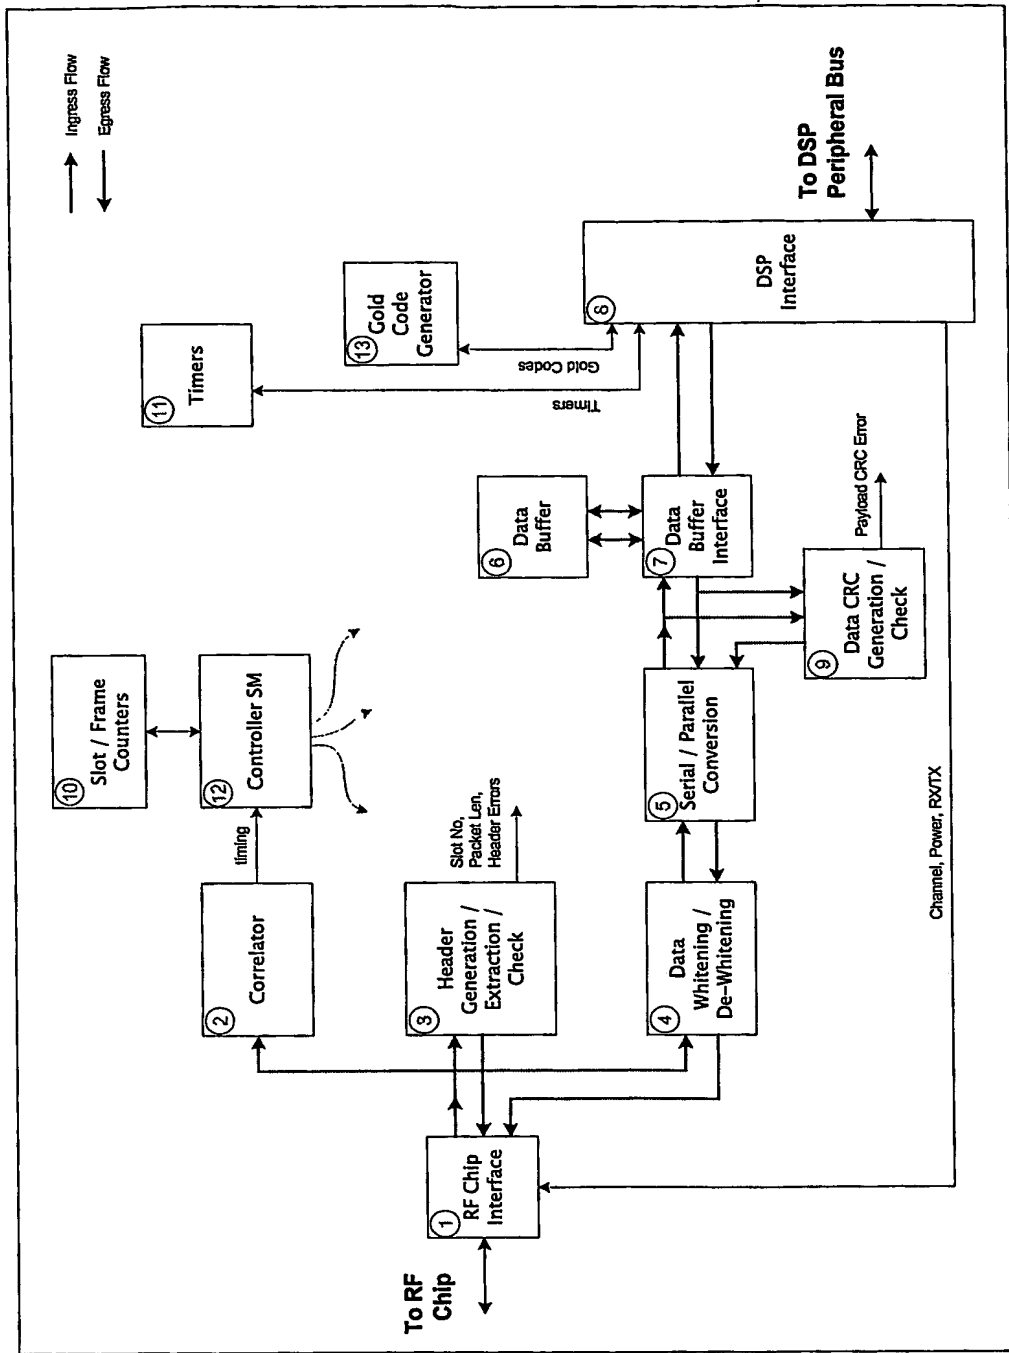 Ingress Flow
Egress Flow
10
Slot / Frame
Counters
11
Timers
13
Gold
Code
Generator
2
Correlator
timing
12
Controller SM
Gold Codes
Timers
6
Data
Buffer
3
Header
Generation /
Extraction /
Check
Slot No,
Packet Len,
Header Errors
8
DSP
Interface
To DSP
Peripheral Bus
To RF
Chip
1
RF Chip
Interface
4
Data
Whitening /
De-Whitening
5
Serial / Parallel
Conversion
7
Data
Buffer
Interface
9
Data CRC
Generation /
Check
Payload CRC Error
Channel, Power, RX/TX